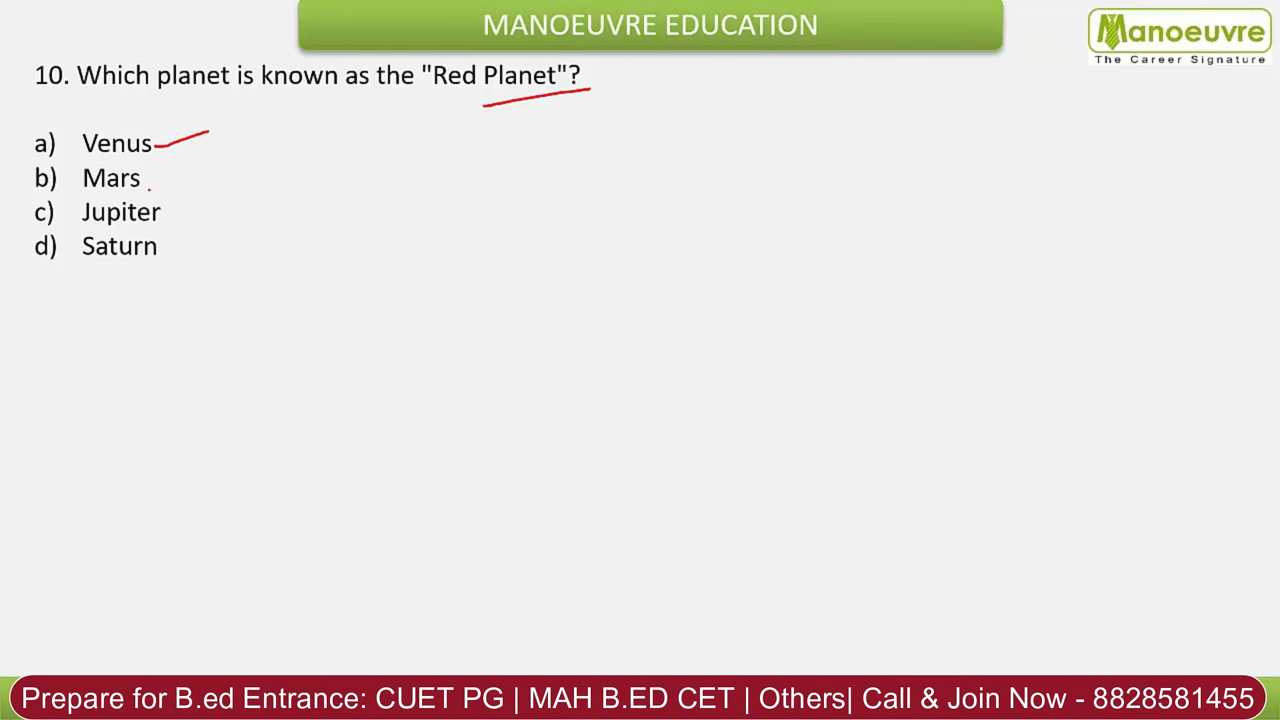 MANOEUVRE EDUCATION
Manoeuvre
The Career Signature
10. Which planet is known as the "Red Planet"?
a) Venus
b) Mars
c) Jupiter
d) Saturn
Prepare for B.ed Entrance: CUET PG | MAH B.ED CET | Others| Call & Join Now - 8828581455